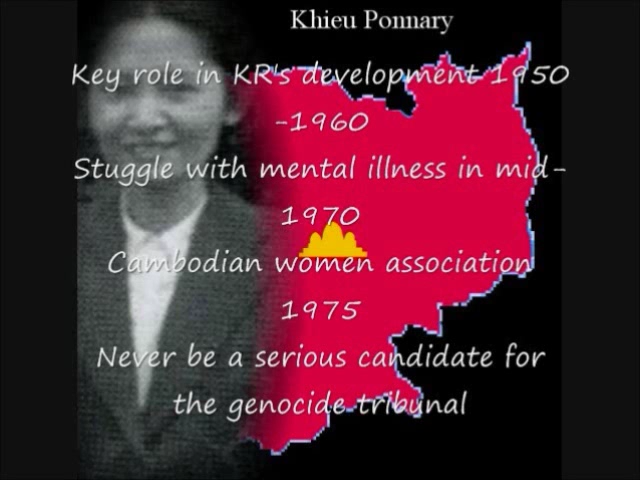 Khieu Ponnary
Key role in KR's development 1950
-1960
Stuggle with mental illness in mid-
1970
Cambodian women association
1975
Never be a serious candidate for
the genocide tribunal